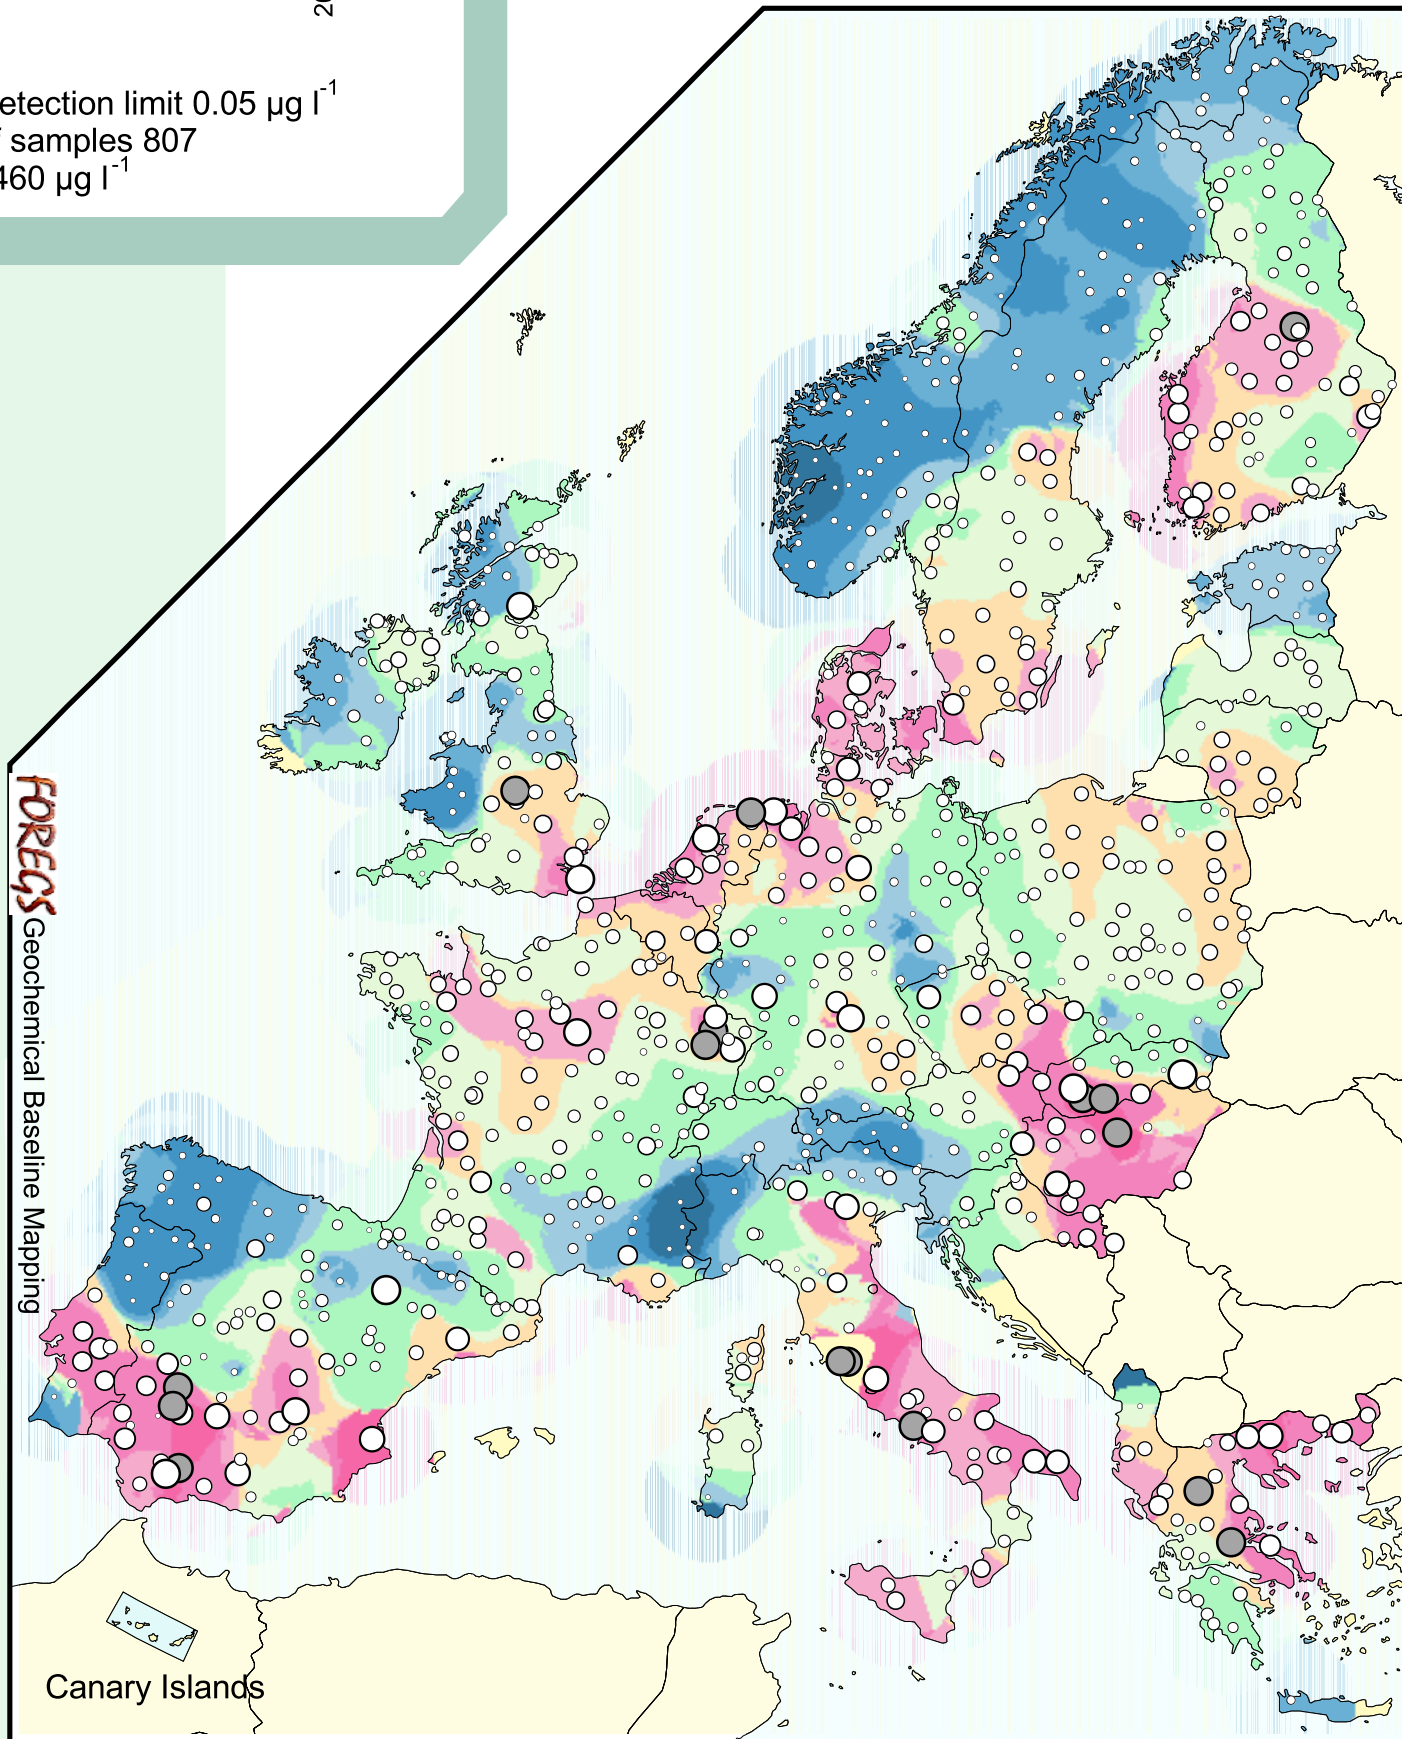 etection limit 0.05 µg l⁻¹
samples 807
460 µg l⁻¹
FOREGS Geochemical Baseline Mapping
Canary Islands